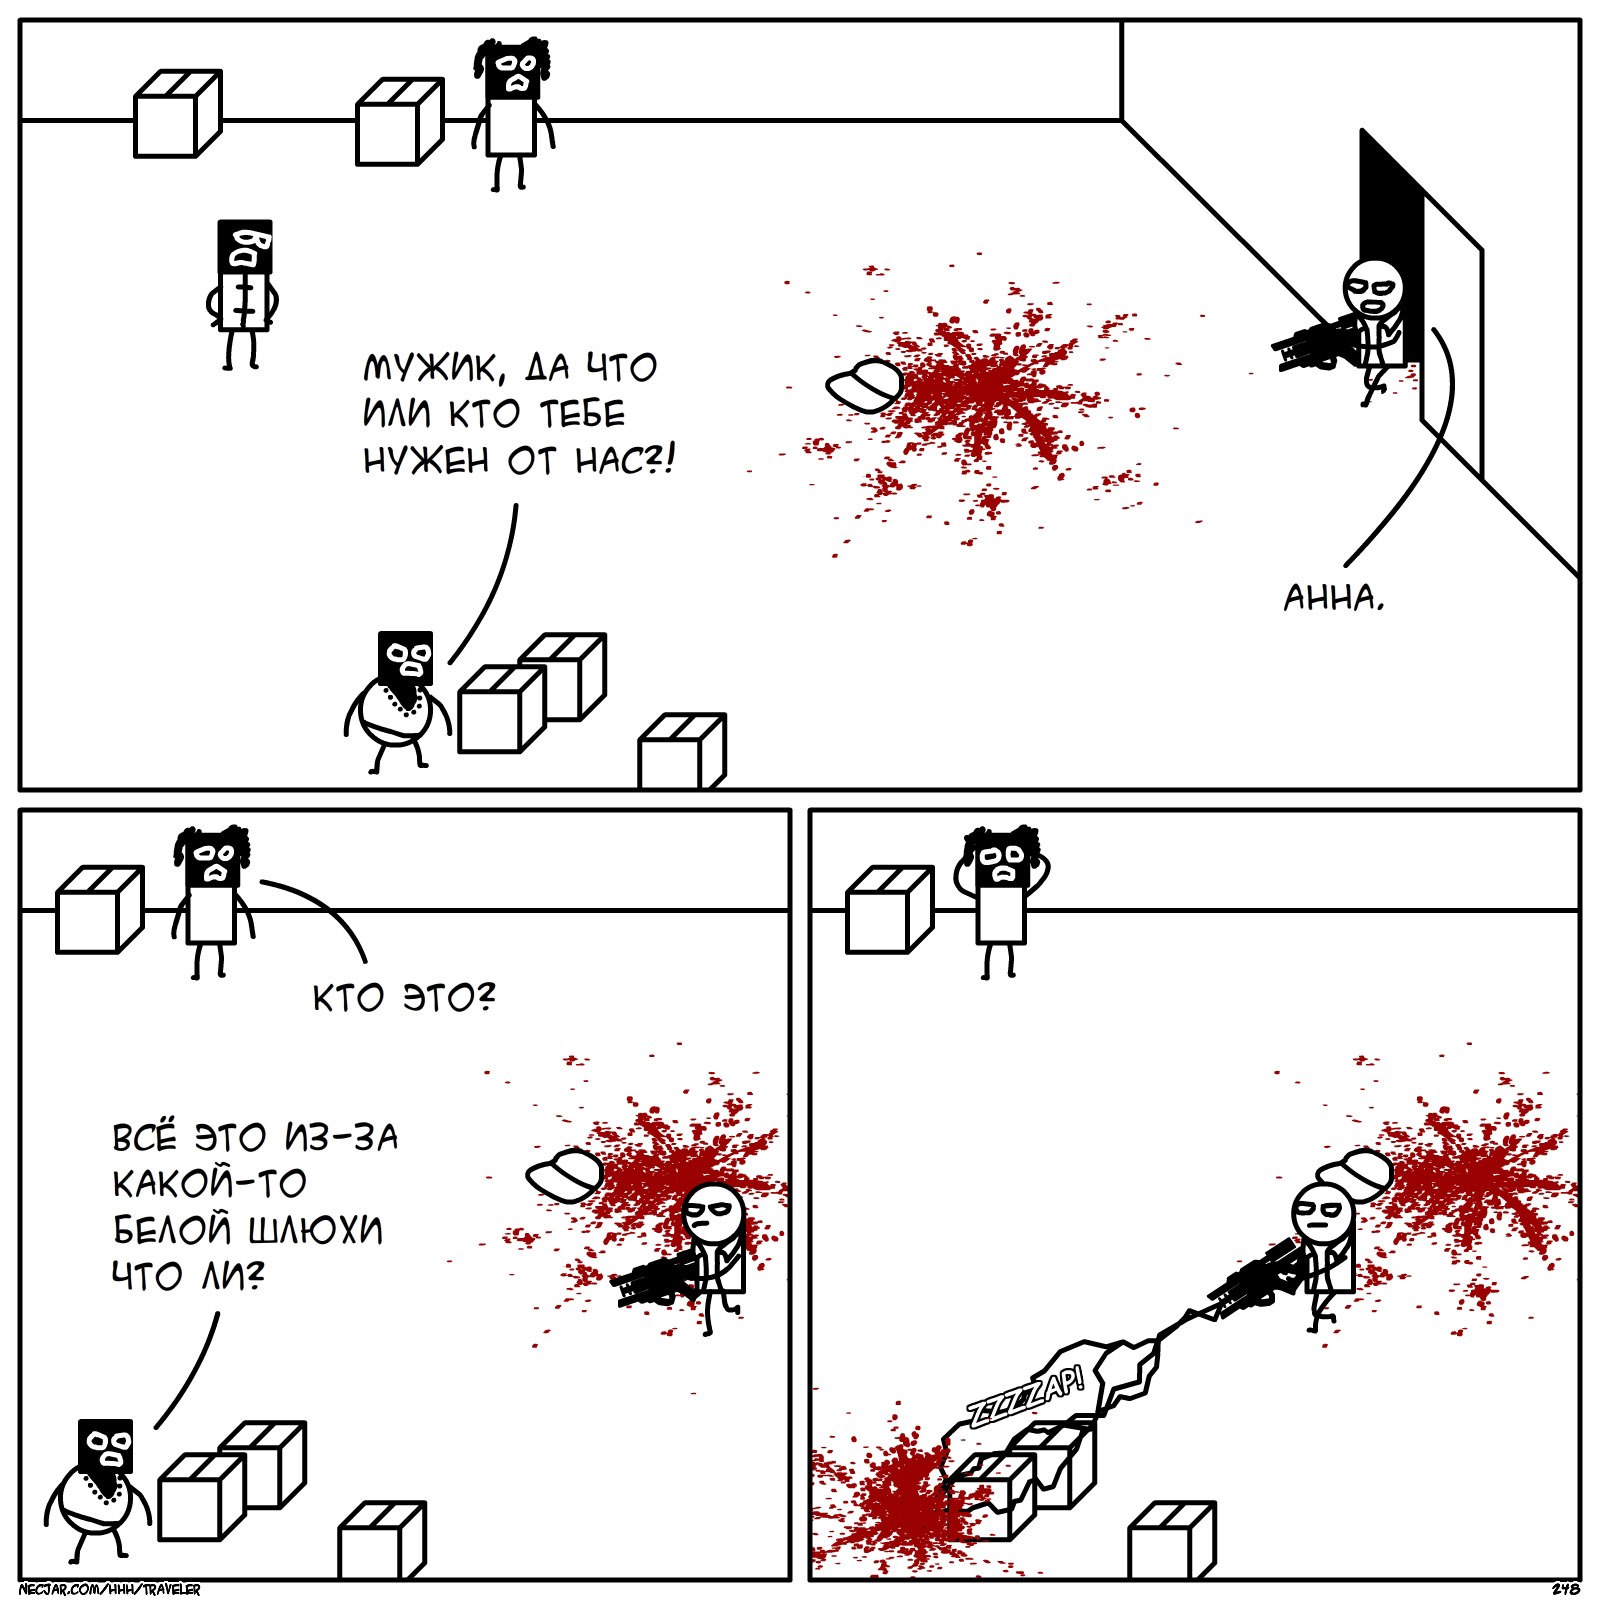 МУЖИК, ДА ЧТО
ИЛИ КТО ТЕБЕ
НУЖЕН ОТ НАС?!
АННА.
КТО ЭТО?
ВСЁ ЭТО ИЗ-ЗА
КАКОЙ-ТО
БЕЛОЙ ШЛЮХИ
ЧТО ЛИ?
ZZZZZAP!
NECJAR.COM/HHH/TRAVELER
248